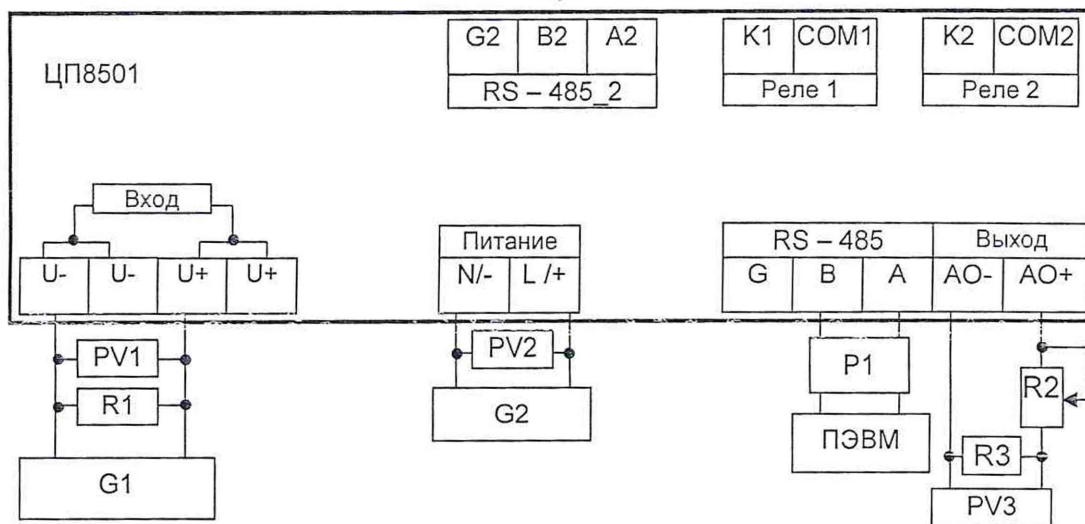 G2 B2 A2 K1 COM1 K2 COM2
ЦП8501
RS – 485_2 Реле 1 Реле 2
Вход
Питание RS – 485 Выход
U- U- U+ U+ N/- L /+ G B A AO- AO+
PV1 PV2 P1 R2
R1 G2
ПЭВМ R3
G1 PV3